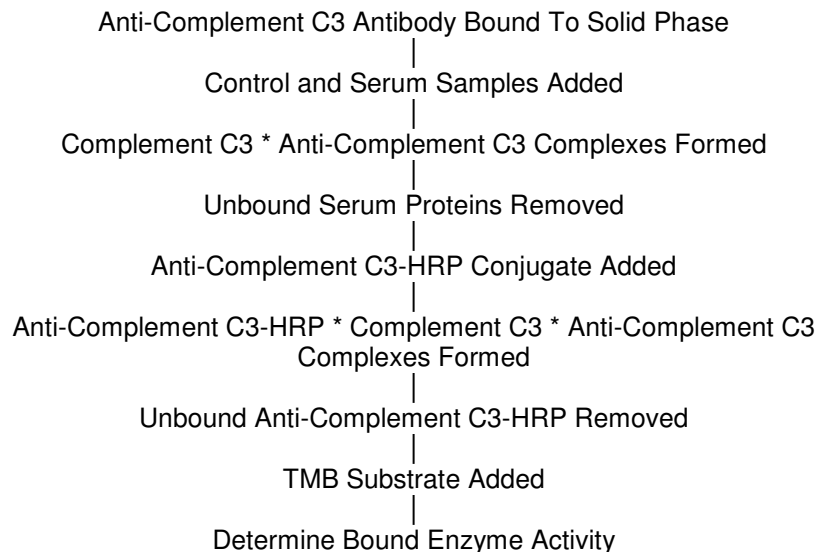 Anti-Complement C3 Antibody Bound To Solid Phase
Control and Serum Samples Added
Complement C3 * Anti-Complement C3 Complexes Formed
Unbound Serum Proteins Removed
Anti-Complement C3-HRP Conjugate Added
Anti-Complement C3-HRP * Complement C3 * Anti-Complement C3
Complexes Formed
Unbound Anti-Complement C3-HRP Removed
TMB Substrate Added
Determine Bound Enzyme Activity